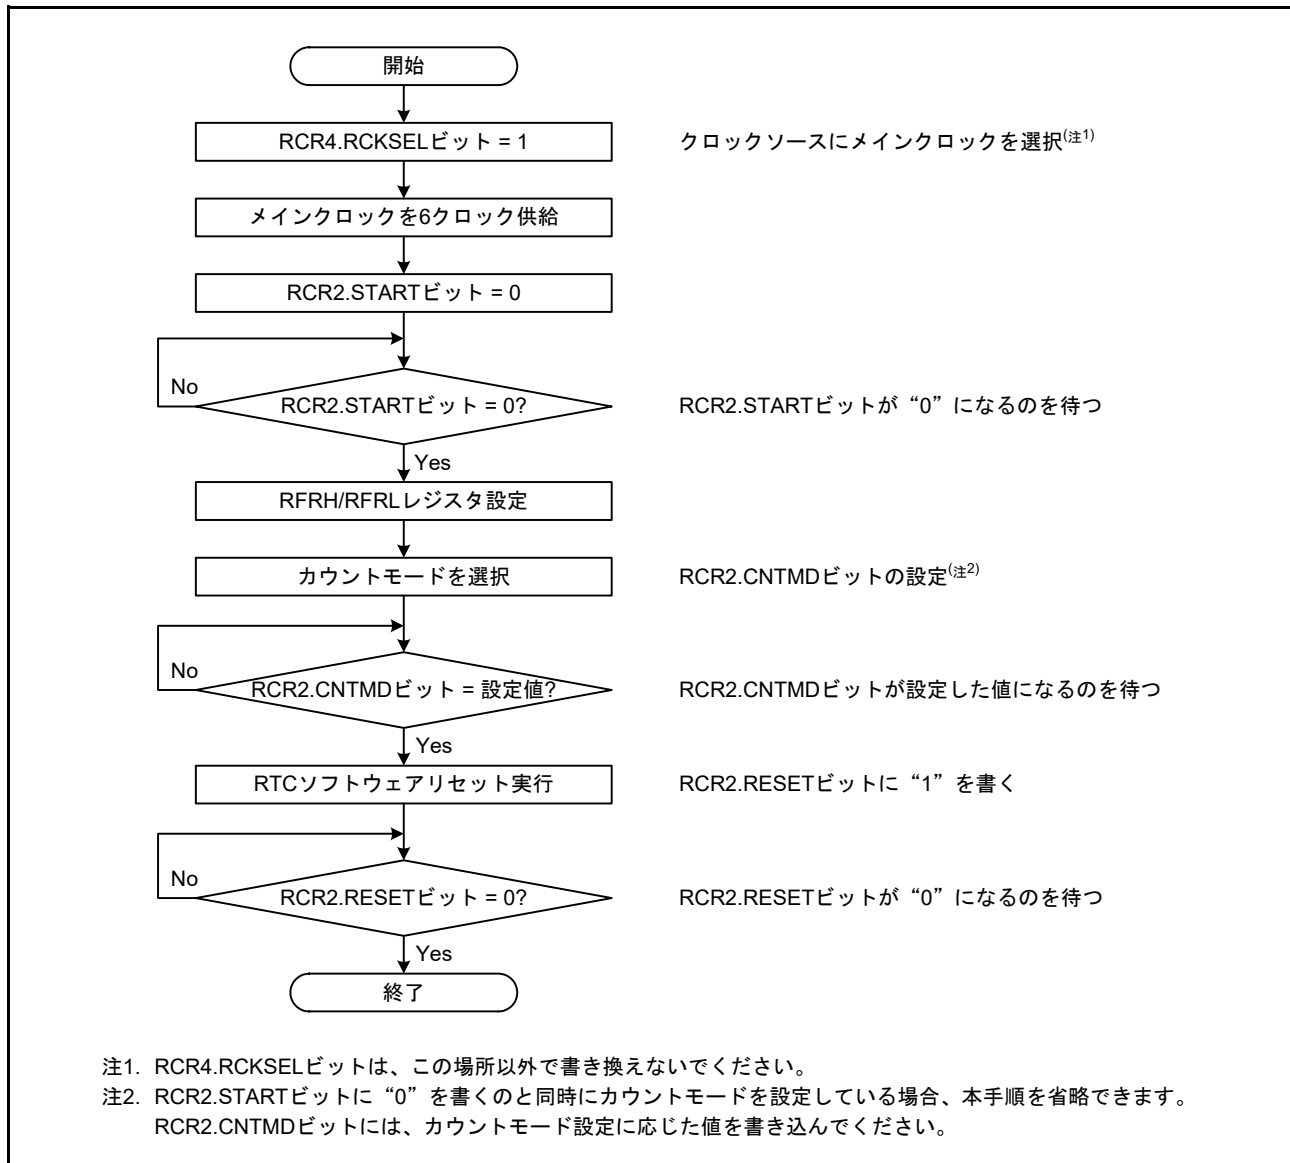 開始
RCR4.RCKSELビット = 1
クロックソースにメインクロックを選択(注1)
メインクロックを6クロック供給
RCR2.STARTビット = 0
No
RCR2.STARTビット = 0?
RCR2.STARTビットが“0”になるのを待つ
Yes
RFRH/RFRLレジスタ設定
カウントモードを選択
RCR2.CNTMDビットの設定(注2)
No
RCR2.CNTMDビット = 設定値?
RCR2.CNTMDビットが設定した値になるのを待つ
Yes
RTCソフトウェアリセット実行
RCR2.RESETビットに“1”を書く
No
RCR2.RESETビット = 0?
RCR2.RESETビットが“0”になるのを待つ
Yes
終了
注1. RCR4.RCKSELビットは、この場所以外で書き換えないでください。
注2. RCR2.STARTビットに“0”を書くのと同時にカウントモードを設定している場合、本手順を省略できます。
RCR2.CNTMDビットには、カウントモード設定に応じた値を書き込んでください。